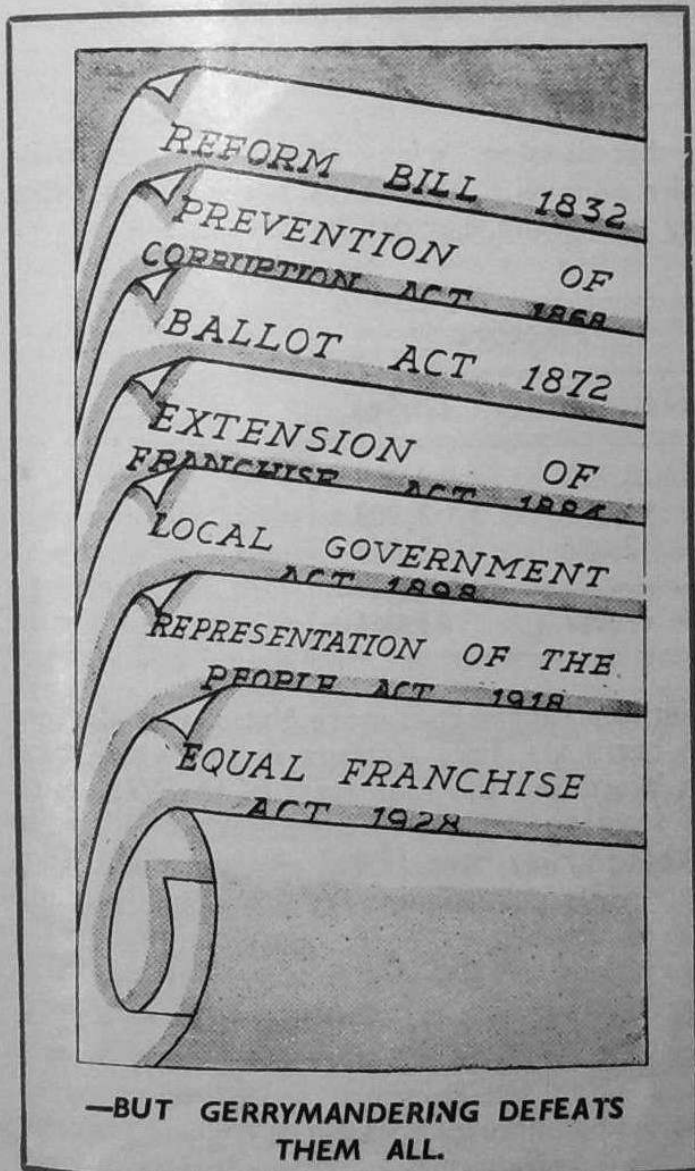 REFORM BILL 1832
PREVENTION OF
CORRUPTION ACT 1868
BALLOT ACT 1872
EXTENSION OF
FRANCHISE ACT 1884
LOCAL GOVERNMENT
ACT 1898
REPRESENTATION OF THE
PEOPLE ACT 1918
EQUAL FRANCHISE
ACT 1928
—BUT GERRYMANDERING DEFEATS
THEM ALL.